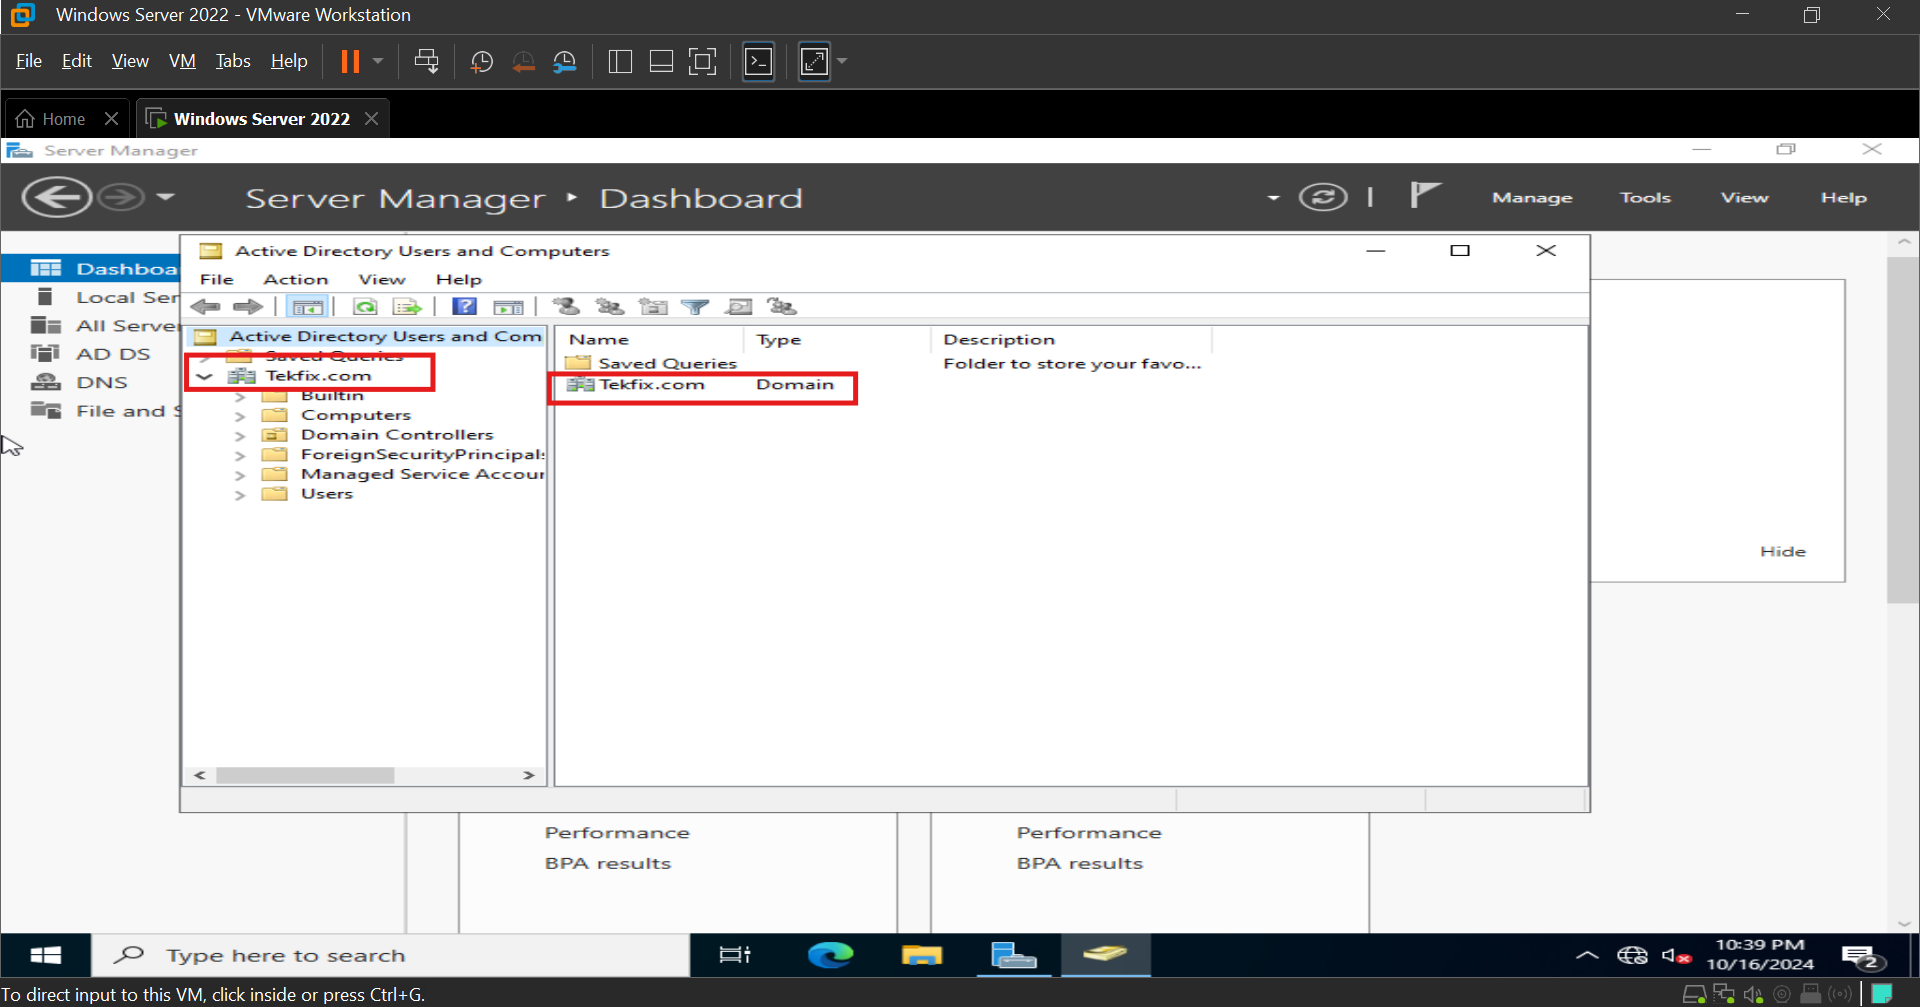 Windows Server 2022 - VMware Workstation
File Edit View VM Tabs Help
Home Windows Server 2022
Server Manager
Server Manager Dashboard Manage Tools View Help
Active Directory Users and Computers
File Action View Help
Dashboa
Local Ser
All Server
AD DS
DNS
File and S
Active Directory Users and Com
Saved Queries
Tekfix.com
Builtin
Computers
Domain Controllers
ForeignSecurityPrincipals
Managed Service Accour
Users
Name Type Description
Saved Queries Folder to store your favo...
Tekfix.com Domain
Hide
Performance
BPA results
Performance
BPA results
Type here to search
10:39 PM
10/16/2024
2
To direct input to this VM, click inside or press Ctrl+G.